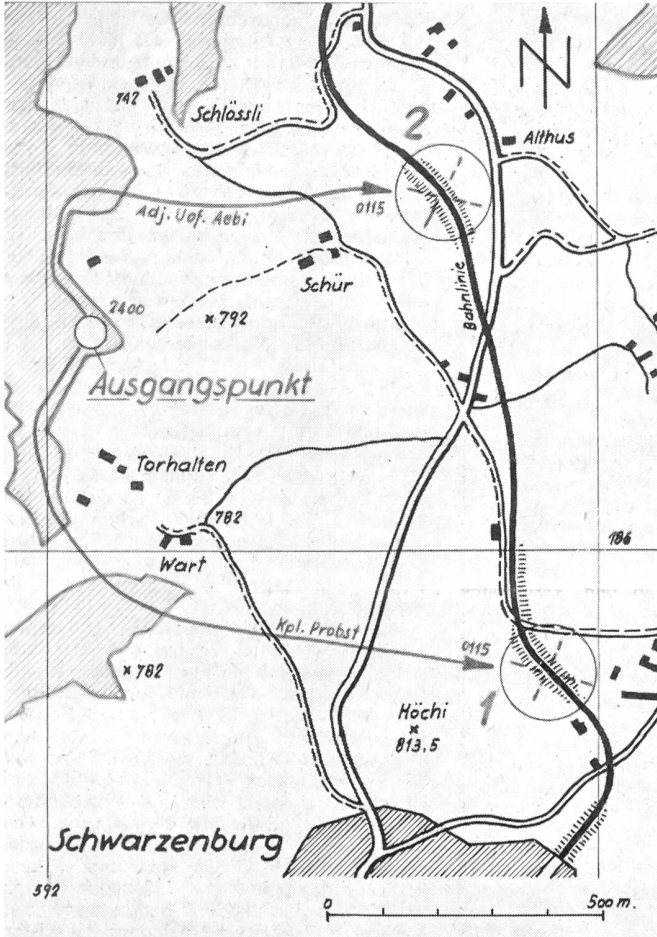 N
742
Schlössli
2
Althus
Adj. Uof. Aebi
0115
Schür
Bahnlinie
2400
792
Ausgangspunkt
Torhalten
782
186
Wart
Kpl. Probst
0115
782
1
Höchi
813,5
Schwarzenburg
592
0
500 m.